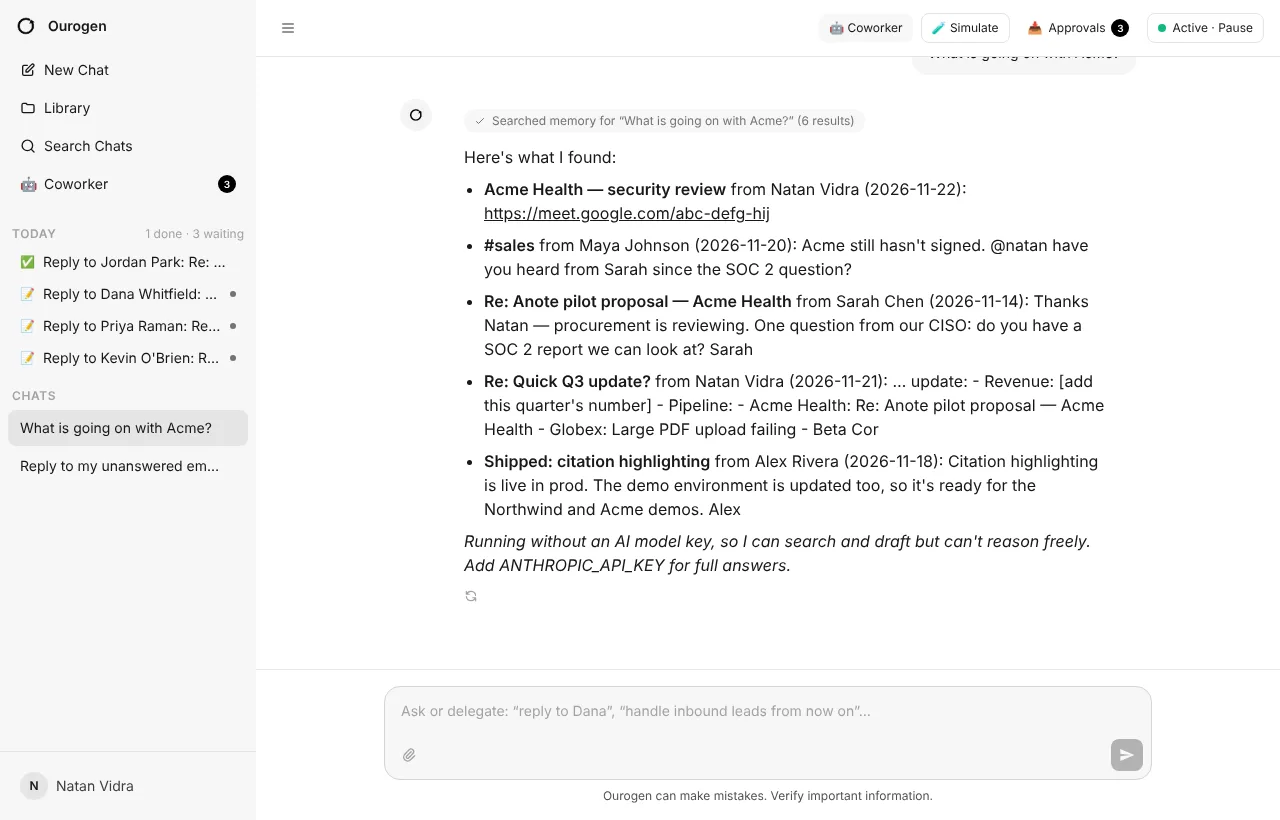 Ourogen
New Chat
Library
Search Chats
Coworker 3
TODAY 1 done · 3 waiting
Reply to Jordan Park: Re: ...
Reply to Dana Whitfield: ...
Reply to Priya Raman: Re...
Reply to Kevin O'Brien: R...
CHATS
What is going on with Acme?
Reply to my unanswered em...
N Natan Vidra
Coworker Simulate Approvals 3 Active · Pause
What is going on with Acme?
Searched memory for “What is going on with Acme?” (6 results)
Here's what I found:
• Acme Health — security review from Natan Vidra (2026-11-22):
https://meet.google.com/abc-defg-hij
• #sales from Maya Johnson (2026-11-20): Acme still hasn't signed. @natan have
you heard from Sarah since the SOC 2 question?
• Re: Anote pilot proposal — Acme Health from Sarah Chen (2026-11-14): Thanks
Natan — procurement is reviewing. One question from our CISO: do you have a
SOC 2 report we can look at? Sarah
• Re: Quick Q3 update? from Natan Vidra (2026-11-21): ... update: - Revenue: [add
this quarter's number] - Pipeline: - Acme Health: Re: Anote pilot proposal — Acme
Health - Globex: Large PDF upload failing - Beta Cor
• Shipped: citation highlighting from Alex Rivera (2026-11-18): Citation highlighting
is live in prod. The demo environment is updated too, so it's ready for the
Northwind and Acme demos. Alex
Running without an AI model key, so I can search and draft but can't reason freely.
Add ANTHROPIC_API_KEY for full answers.
Ask or delegate: “reply to Dana”, “handle inbound leads from now on”...
Ourogen can make mistakes. Verify important information.